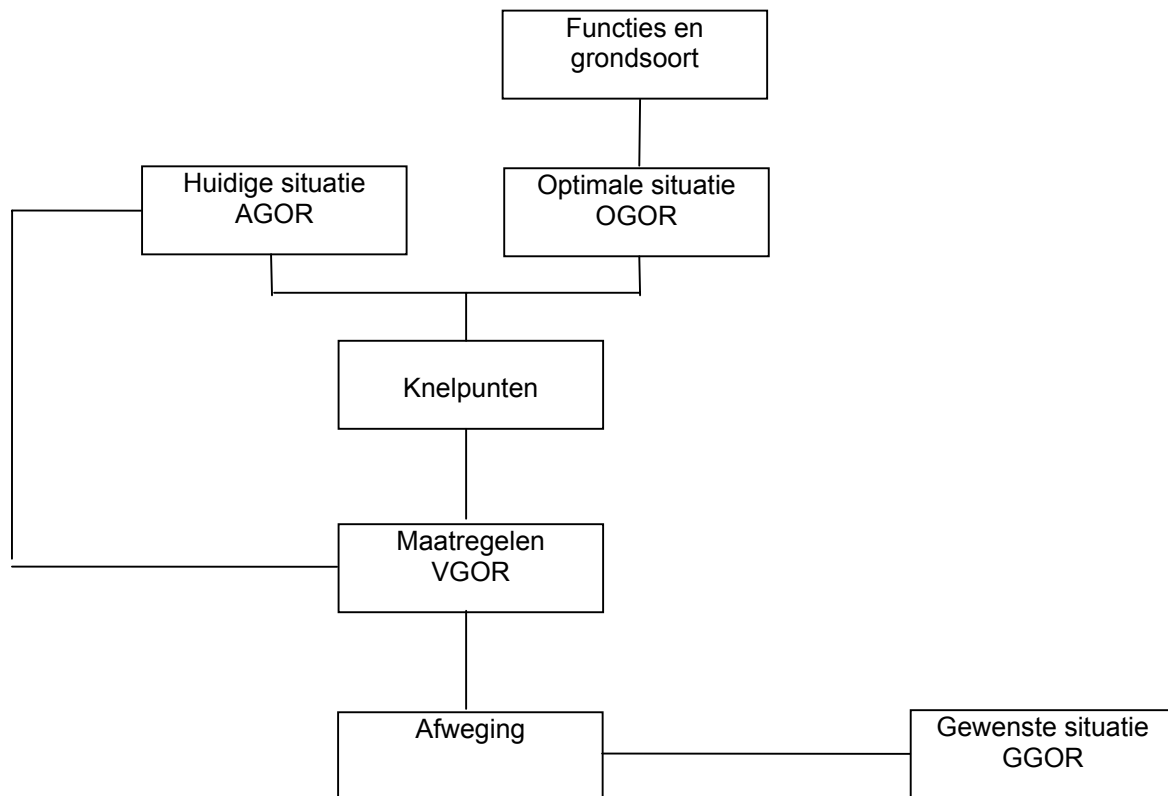 Functies en
grondsoort
Huidige situatie
AGOR
Optimale situatie
OGOR
Knelpunten
Maatregelen
VGOR
Afweging
Gewenste situatie
GGOR